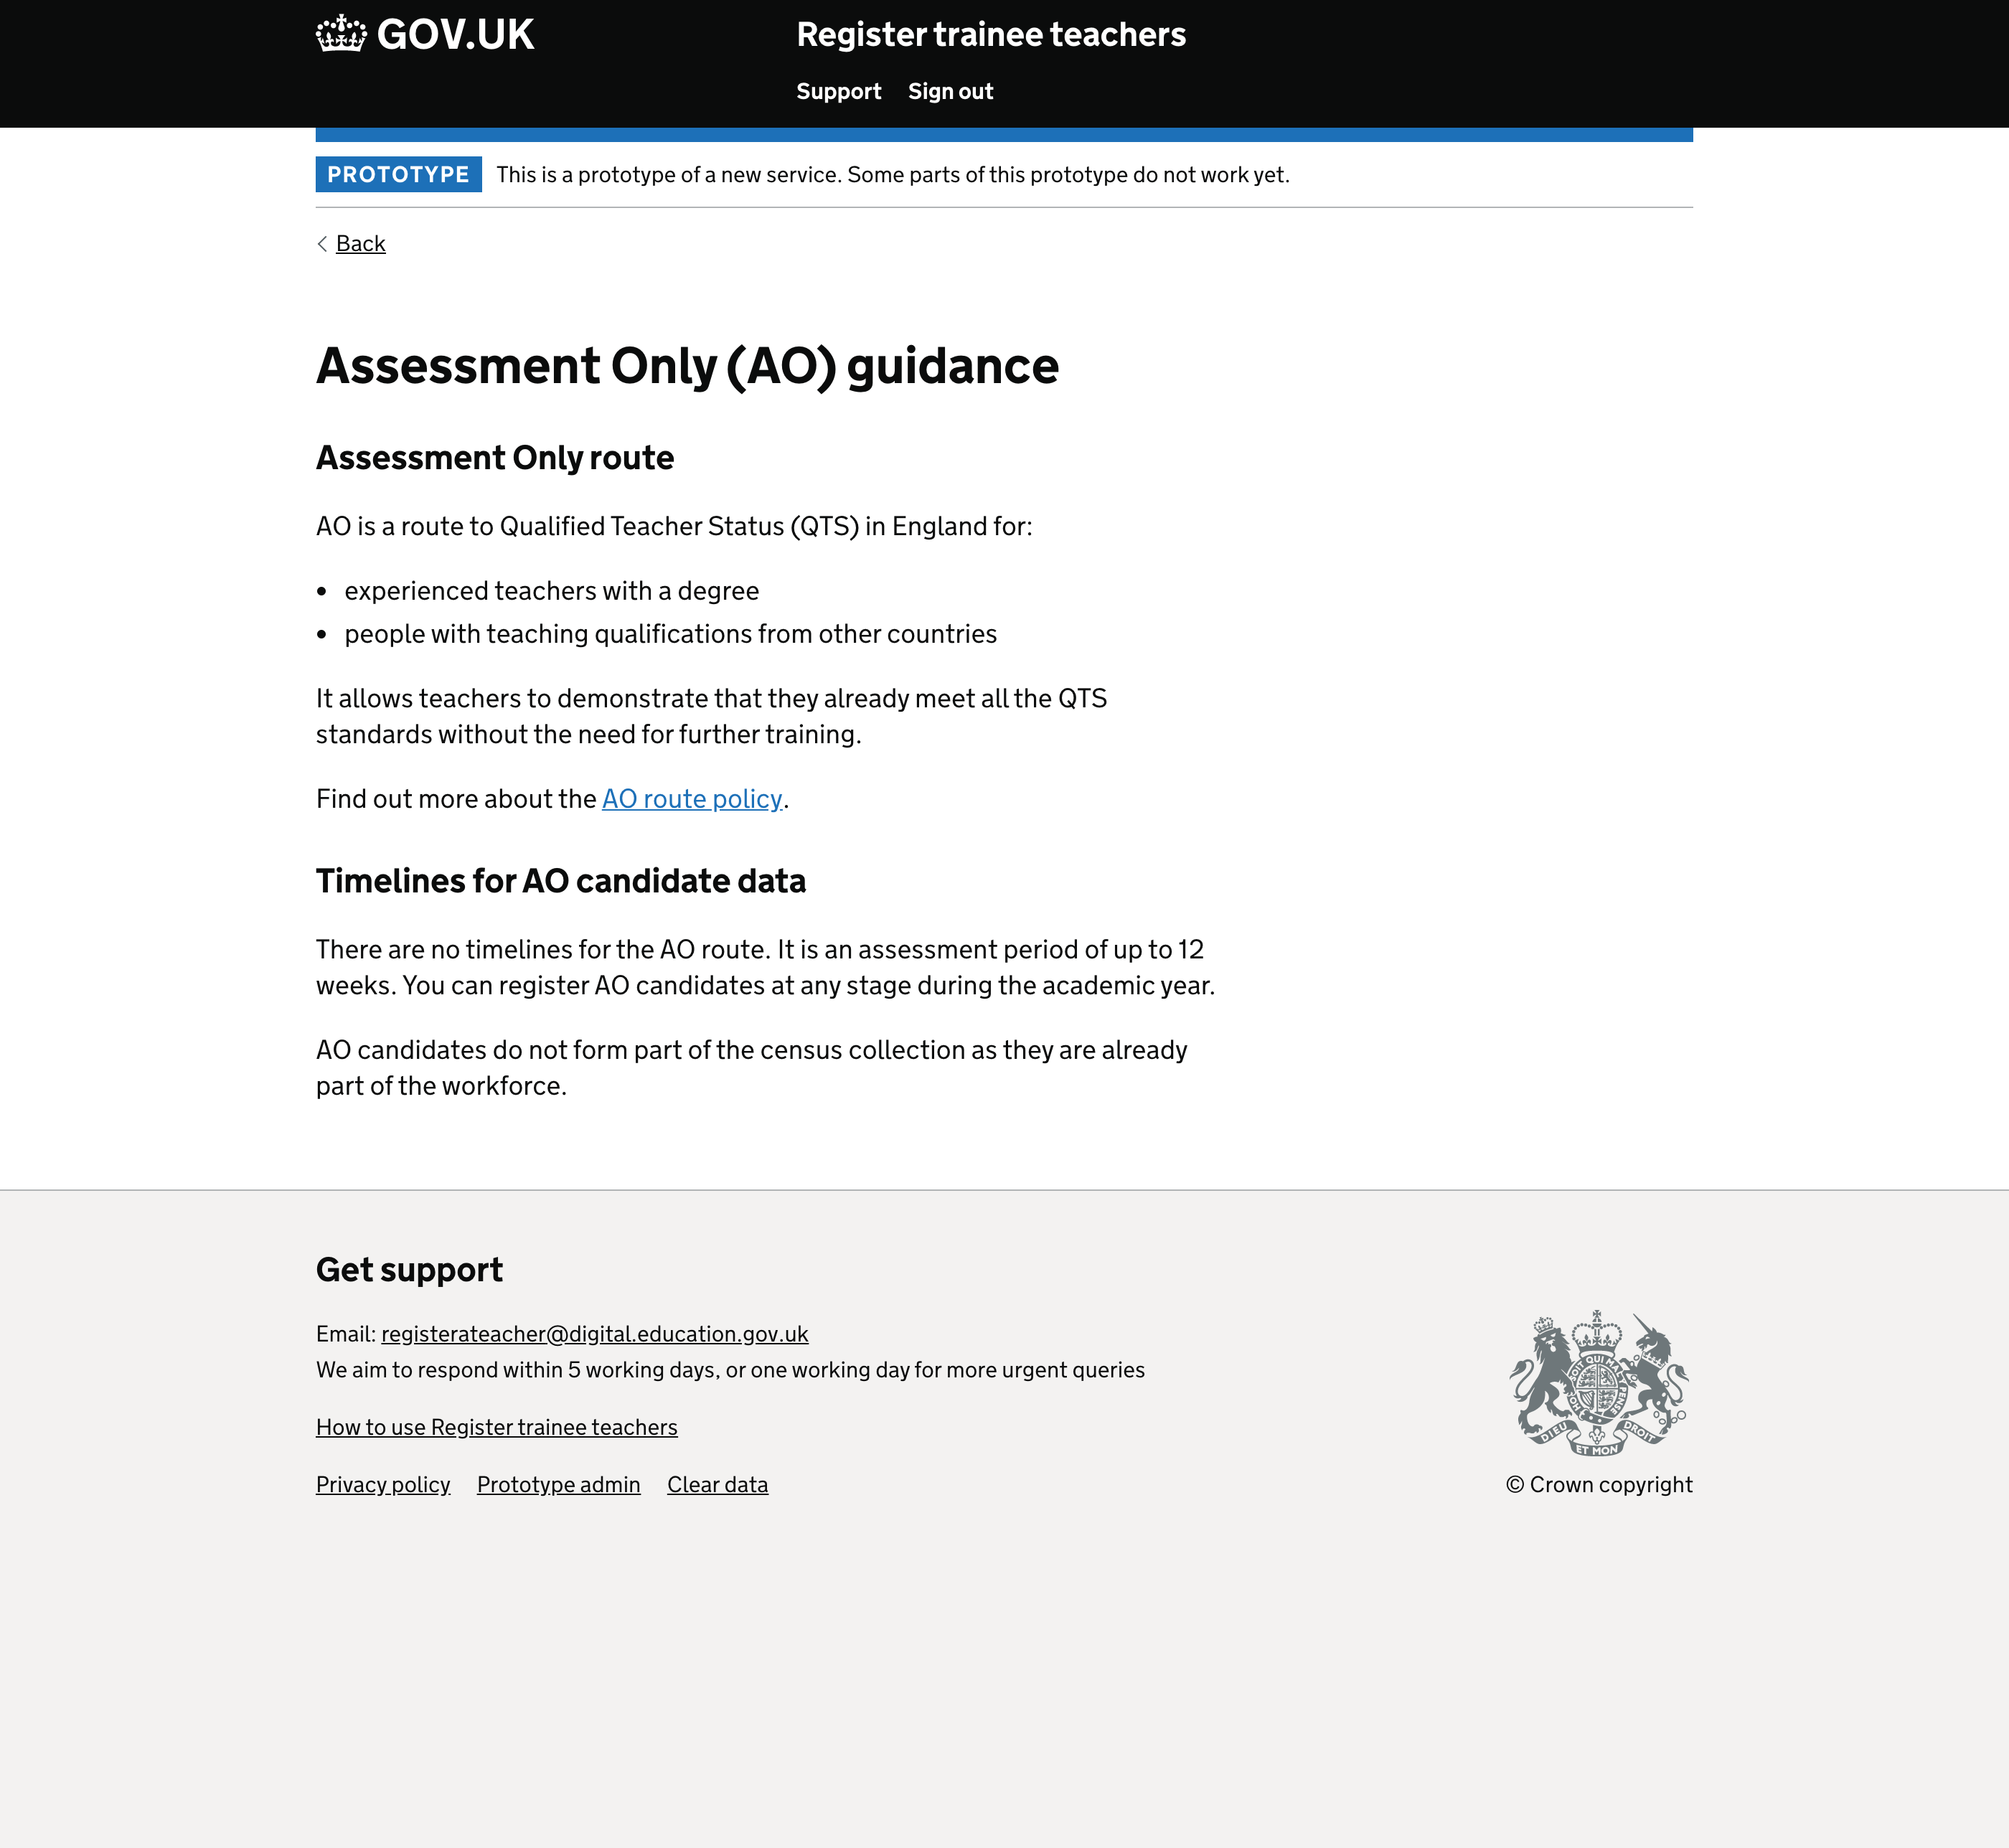 GOV.UK
Register trainee teachers
Support Sign out
PROTOTYPE This is a prototype of a new service. Some parts of this prototype do not work yet.
Back
Assessment Only (AO) guidance
Assessment Only route
AO is a route to Qualified Teacher Status (QTS) in England for:
• experienced teachers with a degree
• people with teaching qualifications from other countries
It allows teachers to demonstrate that they already meet all the QTS
standards without the need for further training.
Find out more about the AO route policy.
Timelines for AO candidate data
There are no timelines for the AO route. It is an assessment period of up to 12
weeks. You can register AO candidates at any stage during the academic year.
AO candidates do not form part of the census collection as they are already
part of the workforce.
Get support
Email: registerateacher@digital.education.gov.uk
We aim to respond within 5 working days, or one working day for more urgent queries
How to use Register trainee teachers
Privacy policy Prototype admin Clear data
DIEU ET MON DROIT
© Crown copyright